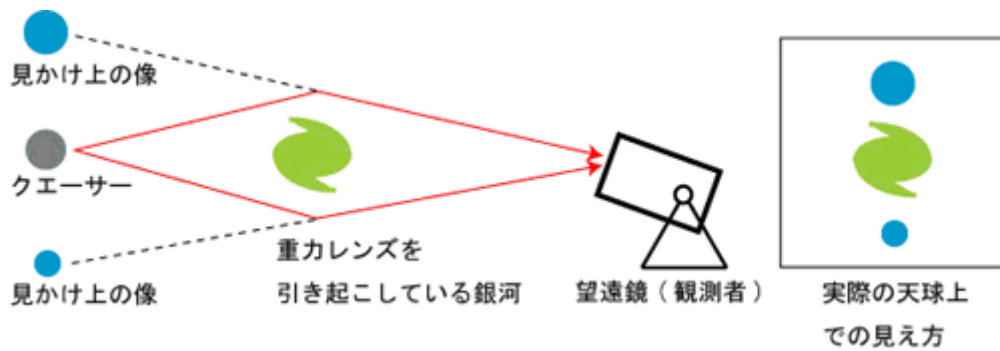 見かけ上の像
クエーサー
見かけ上の像
重力レンズを
引き起こしている銀河
望遠鏡（観測者）
実際の天球上
での見え方